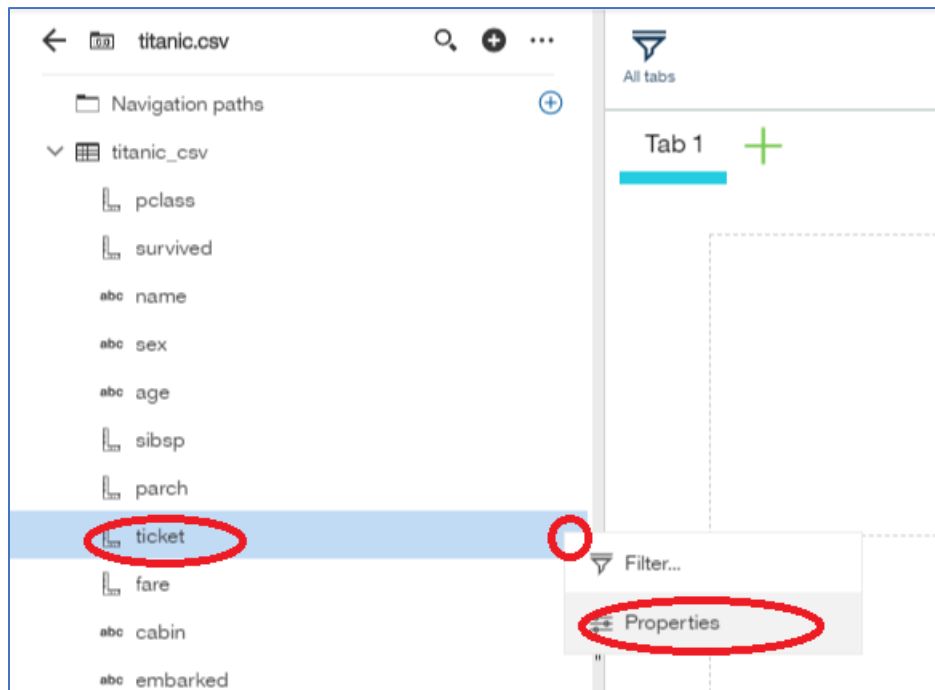 titanic.csv
All tabs
Navigation paths
Tab 1
titanic_csv
pclass
survived
abc name
abc sex
abc age
sibsp
parch
ticket
Filter...
fare
Properties
abc cabin
abc embarked